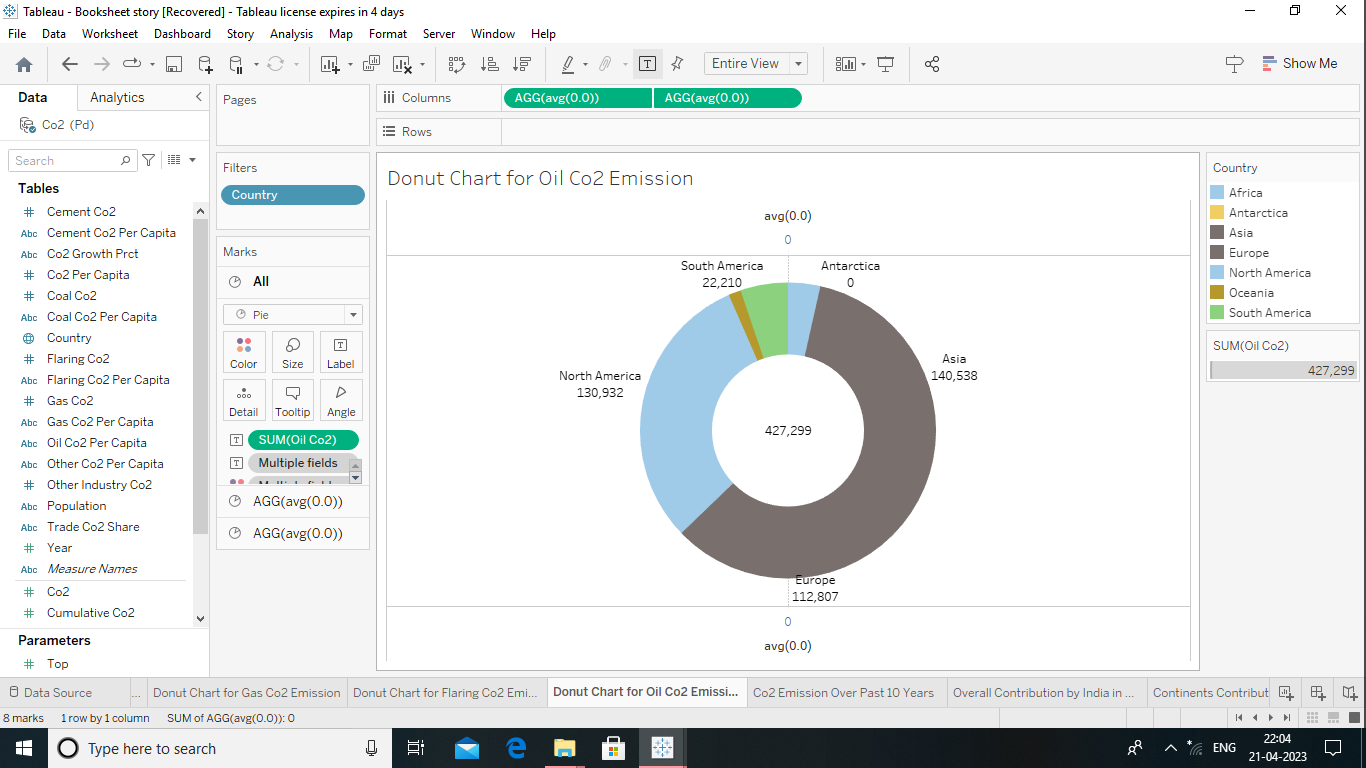 Tableau - Booksheet story [Recovered] - Tableau license expires in 4 days
File Data Worksheet Dashboard Story Analysis Map Format Server Window Help
Entire View
Show Me
Data Analytics
Co2 (Pd)
Search
Tables
Cement Co2
Abc Cement Co2 Per Capita
Abc Co2 Growth Prct
Co2 Per Capita
Coal Co2
Abc Coal Co2 Per Capita
Country
Flaring Co2
Abc Flaring Co2 Per Capita
Gas Co2
Abc Gas Co2 Per Capita
Abc Oil Co2 Per Capita
Abc Other Co2 Per Capita
Other Industry Co2
Abc Population
Abc Trade Co2 Share
Year
Abc Measure Names
Co2
Cumulative Co2
Parameters
Top
Pages
Filters
Country
Marks
All
Pie
Color Size Label
Detail Tooltip Angle
SUM(Oil Co2)
Multiple fields
AGG(avg(0.0))
AGG(avg(0.0))
Columns AGG(avg(0.0)) AGG(avg(0.0))
Rows
Donut Chart for Oil Co2 Emission
avg(0.0)
0
South America
22,210
Antarctica
0
Asia
140,538
North America
130,932
427,299
Europe
112,807
0
avg(0.0)
Country
Africa
Antarctica
Asia
Europe
North America
Oceania
South America
SUM(Oil Co2)
427,299
Data Source ... Donut Chart for Gas Co2 Emission Donut Chart for Flaring Co2 Emi... Donut Chart for Oil Co2 Emissi... Co2 Emission Over Past 10 Years Overall Contribution by India in ... Continents Contribut
8 marks 1 row by 1 column SUM of AGG(avg(0.0)): 0
Type here to search
ENG
22:04
21-04-2023